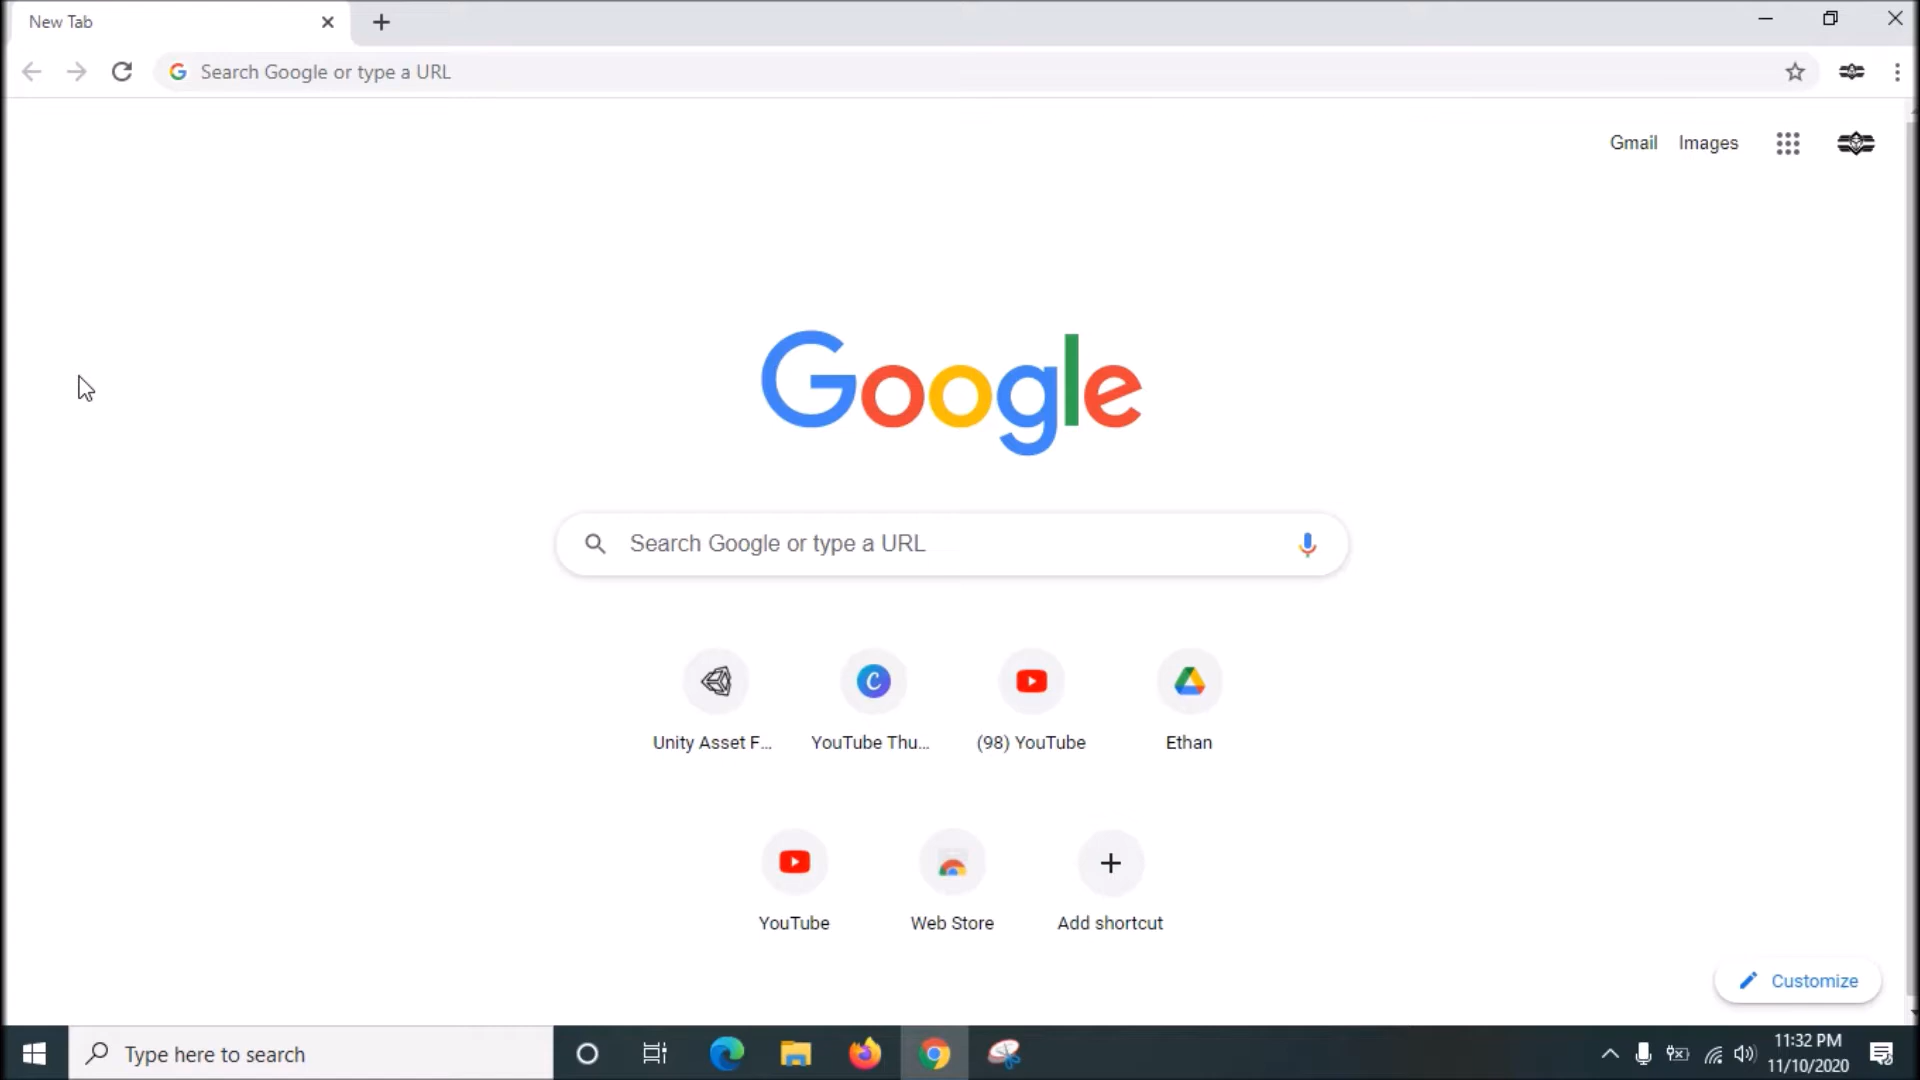 New Tab
Search Google or type a URL
Gmail Images
Google
Search Google or type a URL
Unity Asset F... YouTube Thu... (98) YouTube Ethan
YouTube Web Store Add shortcut
Customize
Type here to search
11:32 PM
11/10/2020